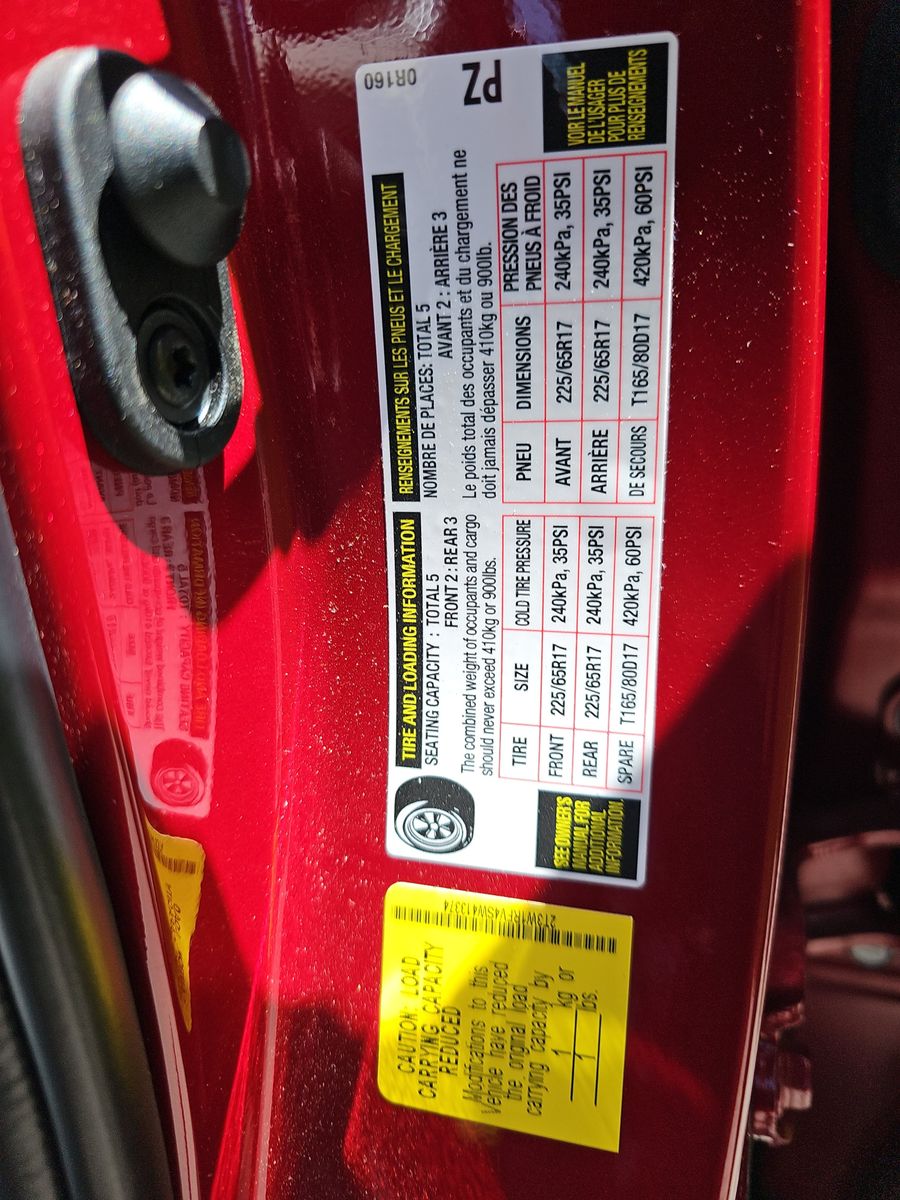 CAUTION: LOAD
CARRYING CAPACITY
REDUCED
Modifications to this
Vehicle have reduced
the original load
carrying capacity by
1 kg or
1 lbs.
TIRE AND LOADING INFORMATION
SEATING CAPACITY : TOTAL 5
FRONT 2 : REAR 3
The combined weight of occupants and cargo
should never exceed 410kg or 900lbs.
TIRE SIZE COLD TIRE PRESSURE
FRONT 225/65R17 240kPa, 35PSI
REAR 225/65R17 240kPa, 35PSI
SPARE T165/80D17 420kPa, 60PSI
SEE OWNER'S
MANUAL FOR
ADDITIONAL
INFORMATION.
0R160
RENSEIGNEMENTS SUR LES PNEUS ET LE CHARGEMENT
NOMBRE DE PLACES: TOTAL 5
AVANT 2 : ARRIÈRE 3
PZ
Le poids total des occupants et du chargement ne
doit jamais dépasser 410kg ou 900lb.
PNEU DIMENSIONS PRESSION DES
PNEUS À FROID
AVANT 225/65R17 240kPa, 35PSI
ARRIÈRE 225/65R17 240kPa, 35PSI
DE SECOURS T165/80D17 420kPa, 60PSI
VOIR LE MANUEL
DE L'USAGER
POUR PLUS DE
RENSEIGNEMENTS